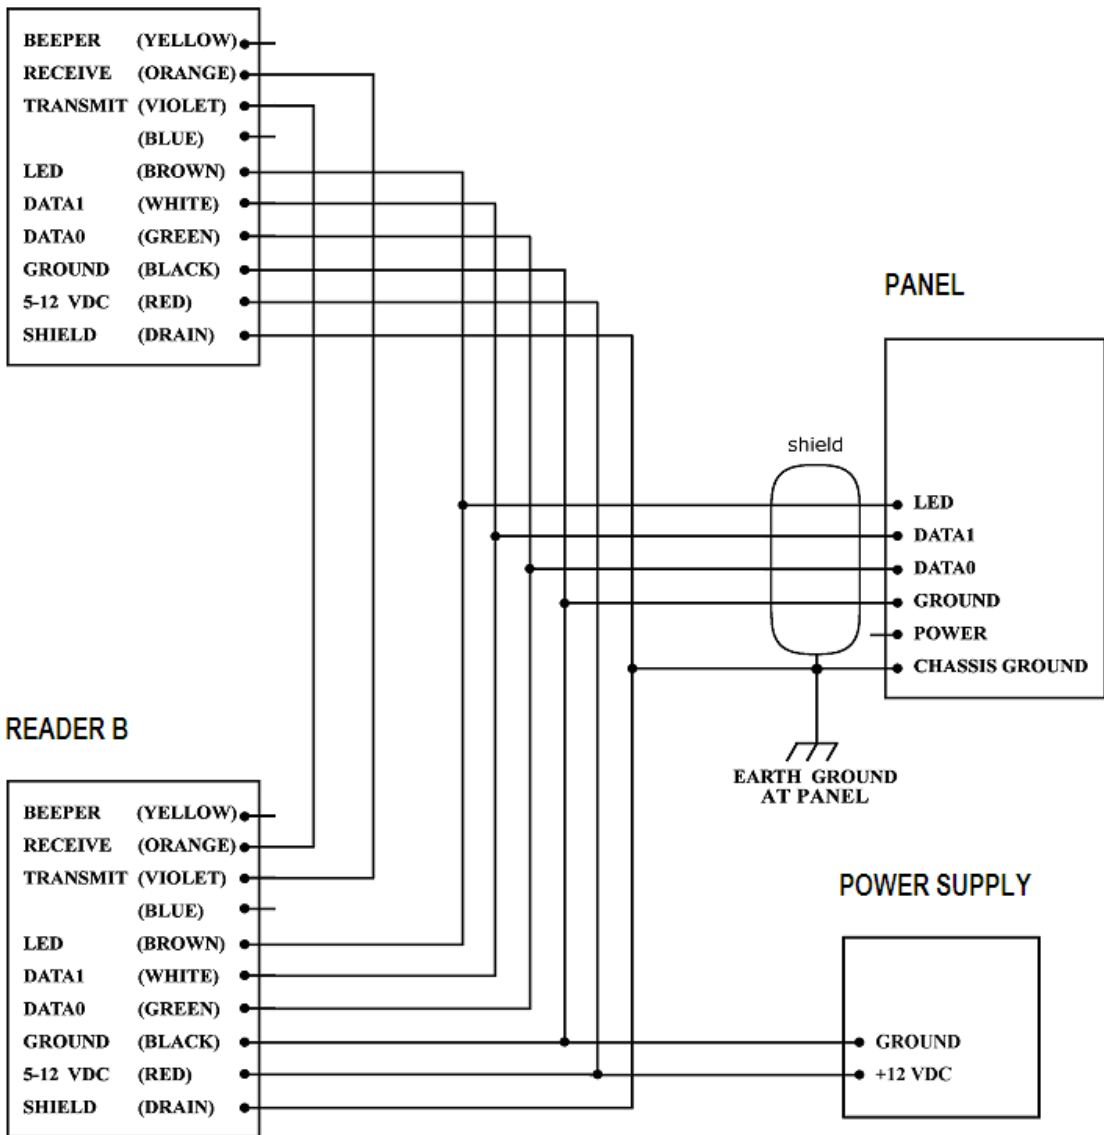 BEEPER (YELLOW)
RECEIVE (ORANGE)
TRANSMIT (VIOLET)
(BLUE)
LED (BROWN)
DATA1 (WHITE)
DATA0 (GREEN)
GROUND (BLACK)
5-12 VDC (RED)
SHIELD (DRAIN)
PANEL
shield
LED
DATA1
DATA0
GROUND
POWER
CHASSIS GROUND
EARTH GROUND
AT PANEL
READER B
BEEPER (YELLOW)
RECEIVE (ORANGE)
TRANSMIT (VIOLET)
(BLUE)
LED (BROWN)
DATA1 (WHITE)
DATA0 (GREEN)
GROUND (BLACK)
5-12 VDC (RED)
SHIELD (DRAIN)
POWER SUPPLY
GROUND
+12 VDC